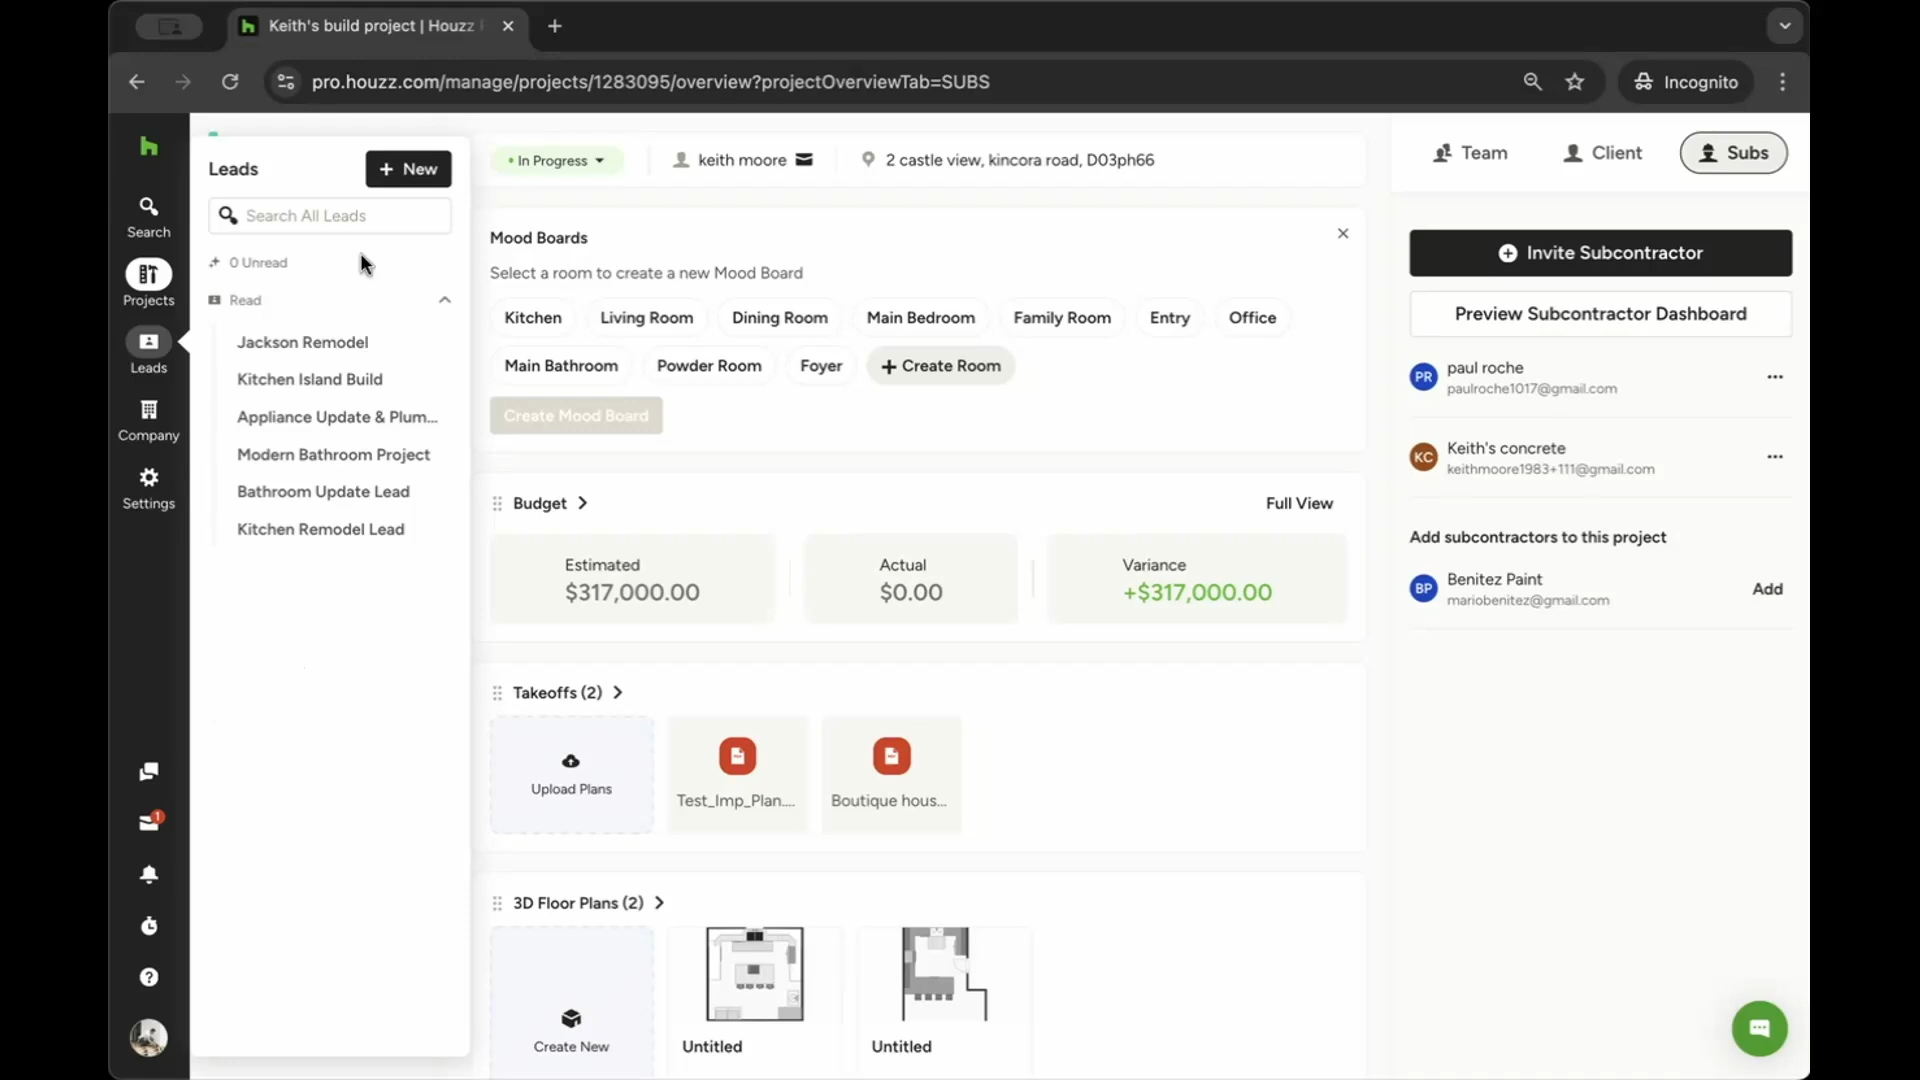 Keith's build project | Houzz
pro.houzz.com/manage/projects/1283095/overview?projectOverviewTab=SUBS
Incognito
Search
Projects
Leads
Company
Settings
1
Leads
+ New
Search All Leads
0 Unread
Read
Jackson Remodel
Kitchen Island Build
Appliance Update & Plum...
Modern Bathroom Project
Bathroom Update Lead
Kitchen Remodel Lead
In Progress
keith moore
2 castle view, kincora road, D03ph66
Mood Boards
Select a room to create a new Mood Board
Kitchen Living Room Dining Room Main Bedroom Family Room Entry Office
Main Bathroom Powder Room Foyer + Create Room
Create Mood Board
Budget
Full View
Estimated Actual Variance
$317,000.00 $0.00 +$317,000.00
Takeoffs (2)
Upload Plans
Test_Imp_Plan....
Boutique hous...
3D Floor Plans (2)
Create New
Untitled
Untitled
Team Client Subs
Invite Subcontractor
Preview Subcontractor Dashboard
PR
paul roche
paulroche1017@gmail.com
KC
Keith's concrete
keithmoore1983+111@gmail.com
Add subcontractors to this project
BP
Benitez Paint
mariobenitez@gmail.com
Add